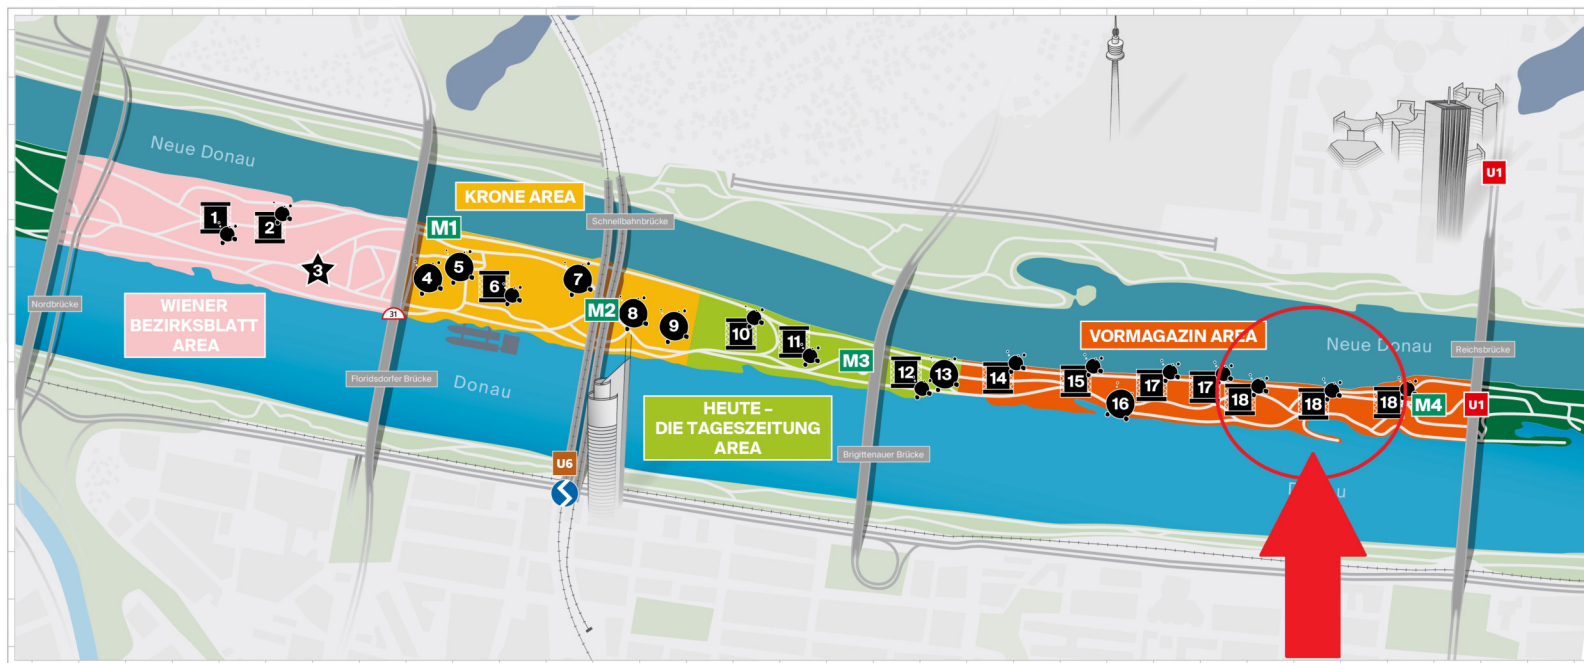 Neue Donau
KRONE AREA
M1
Schnellbahnbrücke
U1
1
2
3
4
5
6
7
M2
8
9
Nordbrücke
WIENER
BEZIRKSBLATT
AREA
31
Floridsdorfer Brücke
Donau
10
11
M3
12
13
VORMAGAZIN AREA
Neue Donau
Reichsbrücke
14
15
16
17
17
18
18
18
M4
U1
HEUTE –
DIE TAGESZEITUNG
AREA
Brigittenauer Brücke
U6
Donau